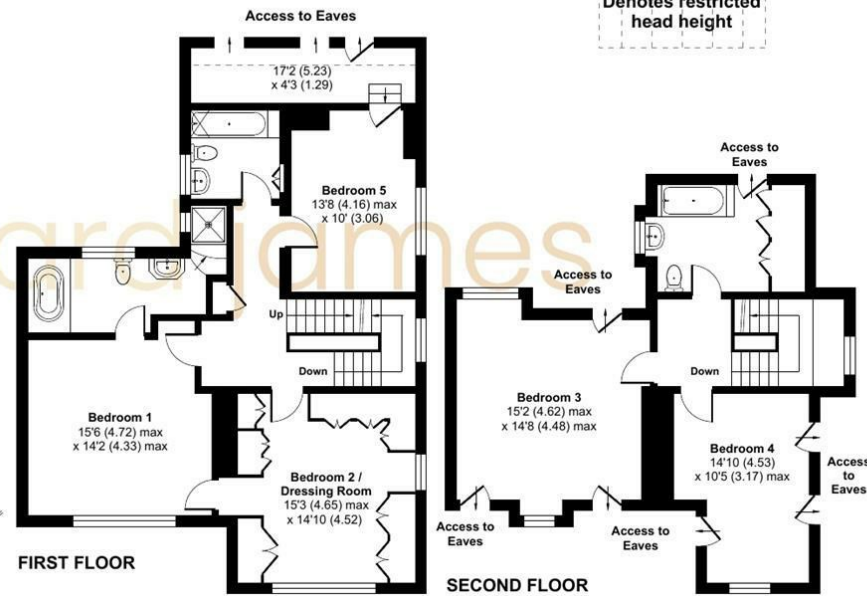 Denotes restricted
head height
Access to Eaves
17'2 (5.23)
x 4'3 (1.29)
Bedroom 5
13'8 (4.16) max
x 10' (3.06)
Up
Down
Bedroom 1
15'6 (4.72) max
x 14'2 (4.33) max
Bedroom 2 /
Dressing Room
15'3 (4.65) max
x 14'10 (4.52)
FIRST FLOOR
Access to
Eaves
Access to
Eaves
Down
Bedroom 3
15'2 (4.62) max
x 14'8 (4.48) max
Bedroom 4
14'10 (4.53)
x 10'5 (3.17) max
Access
to
Eaves
Access to
Eaves
Access to
Eaves
SECOND FLOOR
james